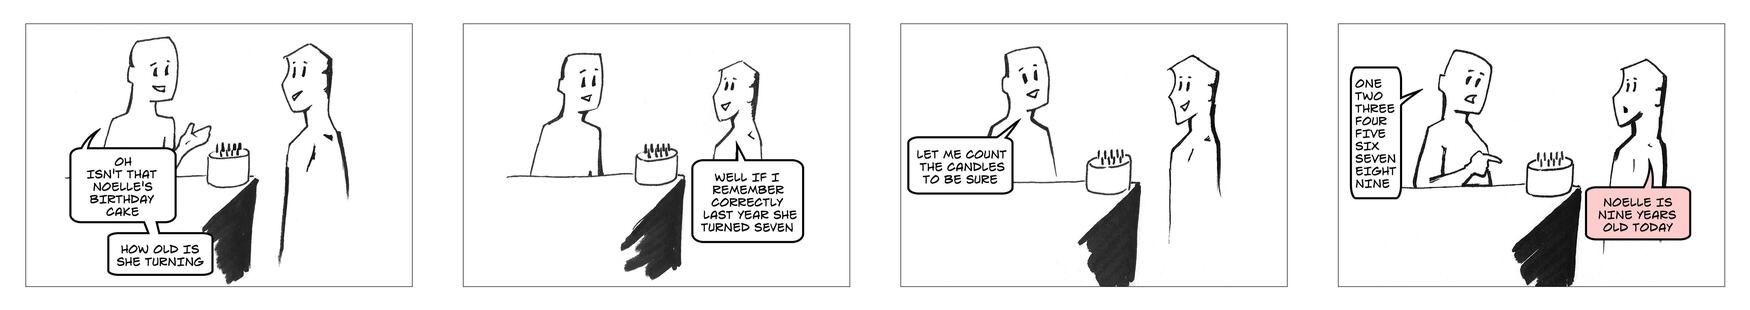 OH
ISN'T THAT
NOELLE'S
BIRTHDAY
CAKE
HOW OLD IS
SHE TURNING
WELL IF I
REMEMBER
CORRECTLY
LAST YEAR SHE
TURNED SEVEN
LET ME COUNT
THE CANDLES
TO BE SURE
ONE
TWO
THREE
FOUR
FIVE
SIX
SEVEN
EIGHT
NINE
NOELLE IS
NINE YEARS
OLD TODAY